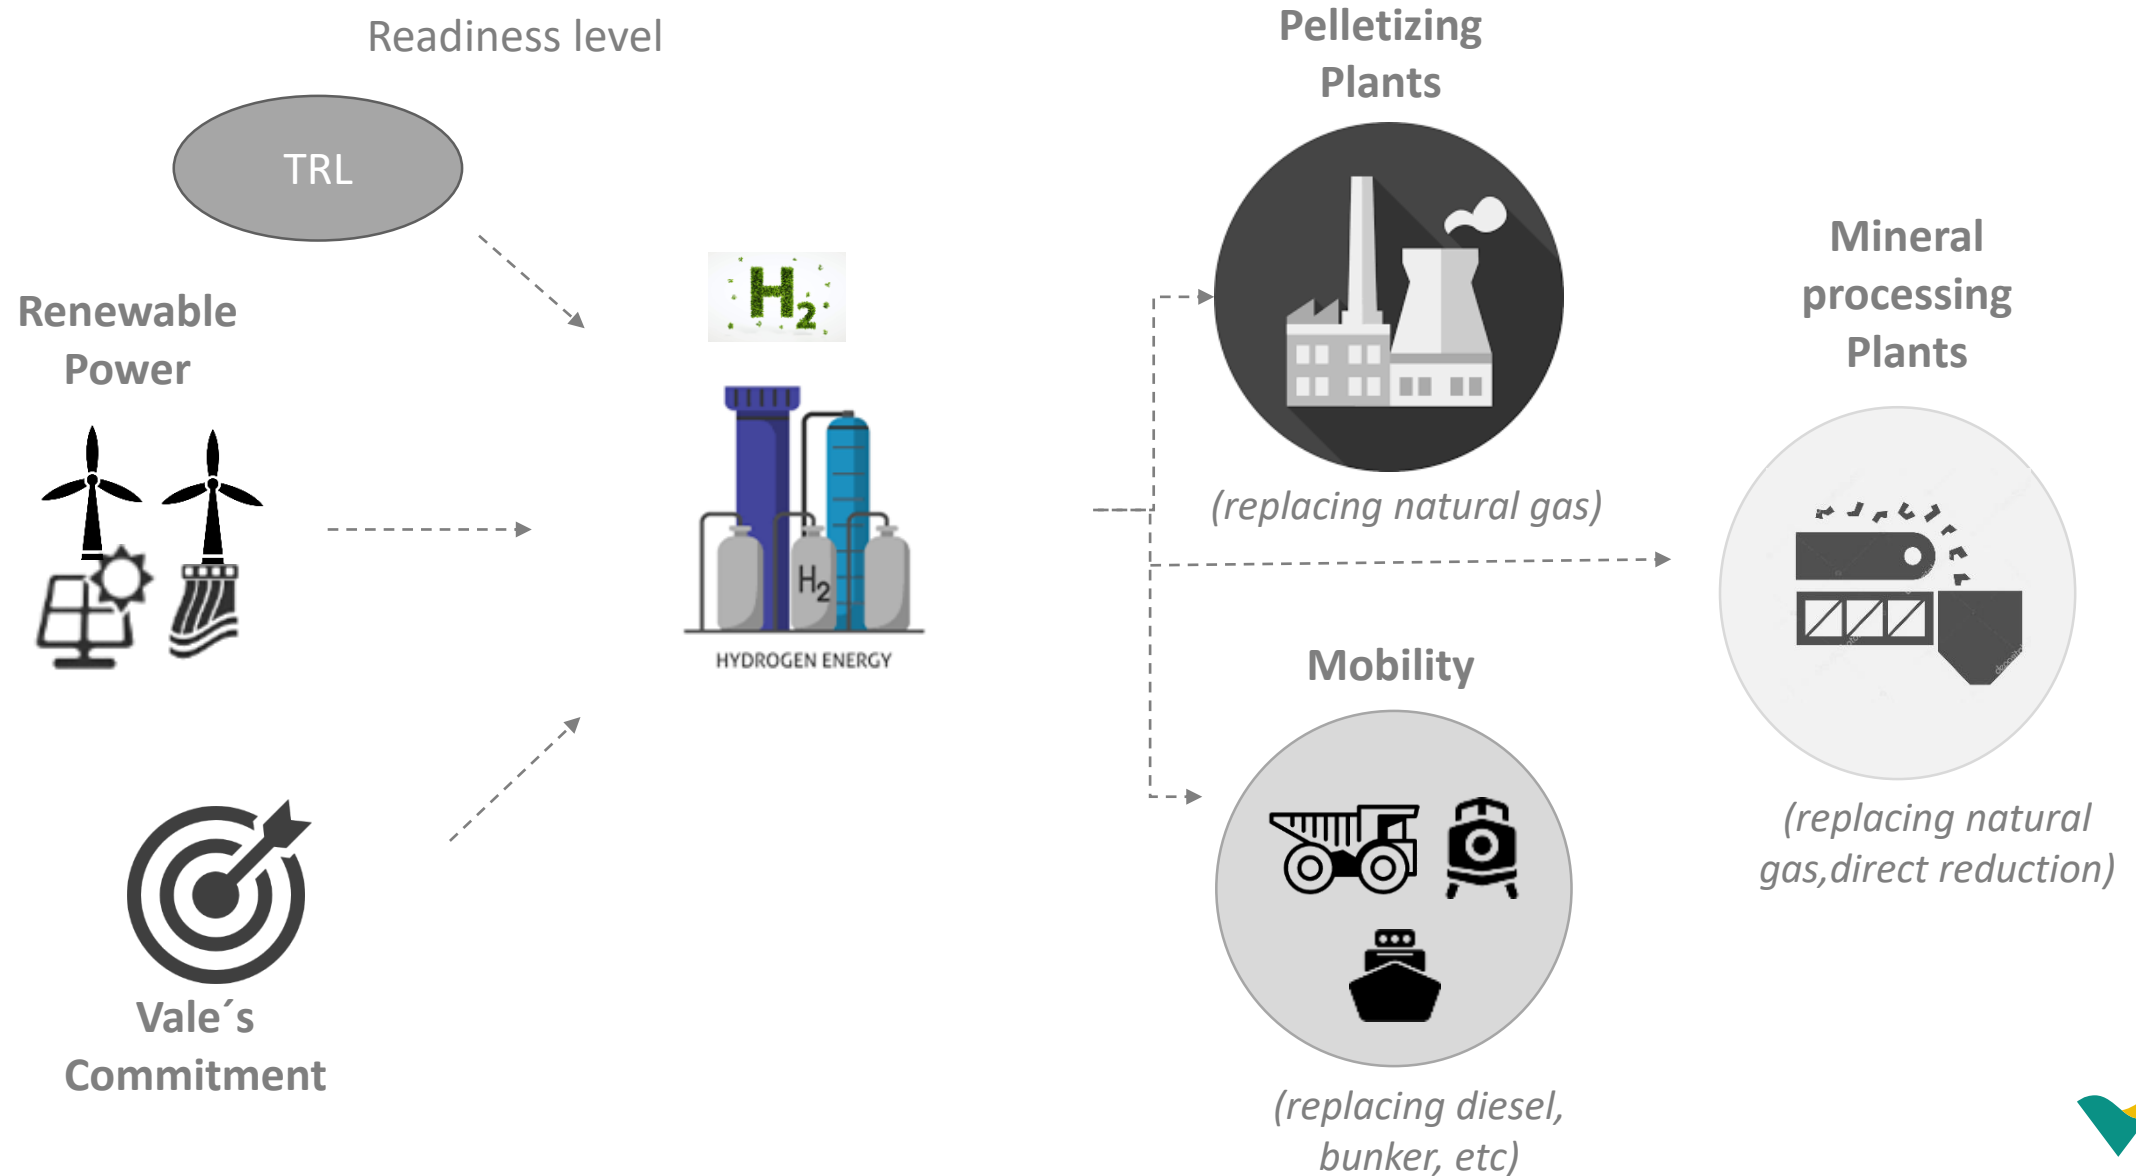 Readiness level
TRL
Renewable
Power
Vale´s
Commitment
H2
H2
HYDROGEN ENERGY
Pelletizing
Plants
(replacing natural gas)
Mobility
(replacing diesel,
bunker, etc)
Mineral
processing
Plants
(replacing natural
gas,direct reduction)